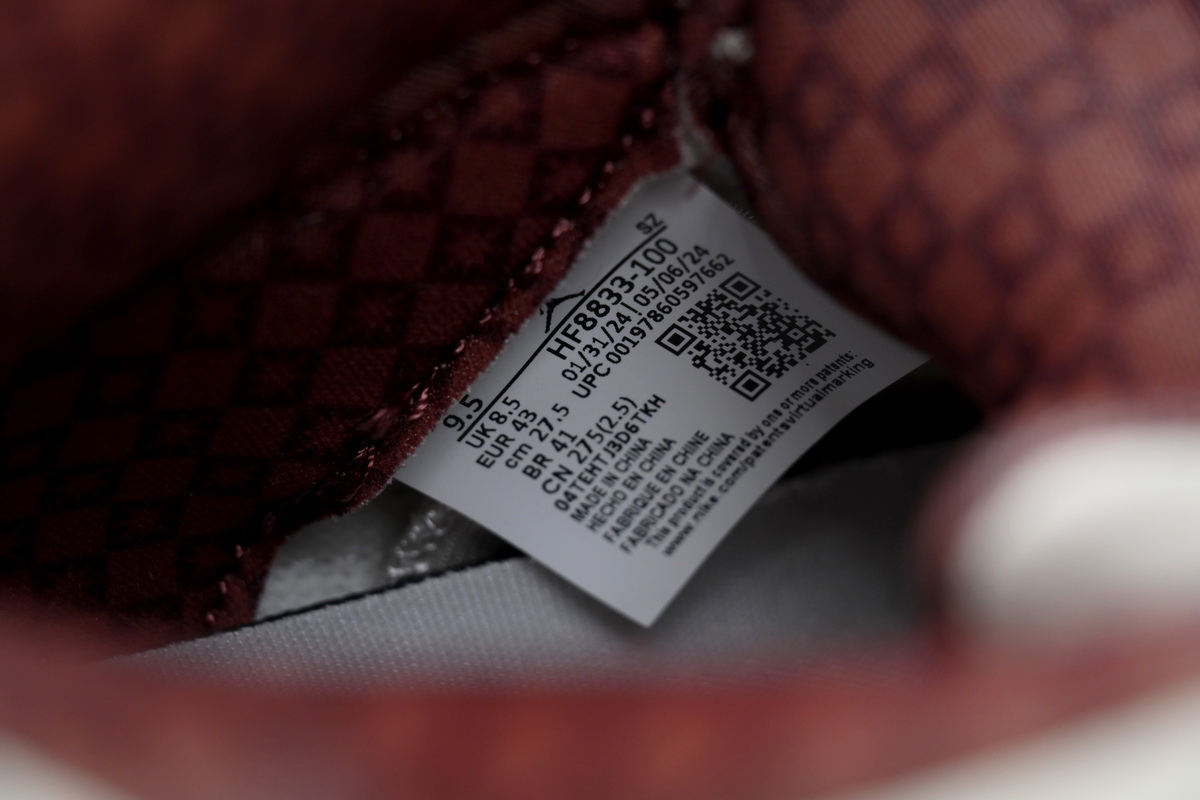 9.5 SZ
HF8833-100
UK 8.5
01/31/24 | 05/06/24
EUR 43
UPC 00197860597662
cm 27.5
BR 41
CN 275(2.5)
04TEHTJ3D6TKH
MADE IN CHINA
HECHO EN CHINA
FABRIQUE EN CHINE
FABRICADO NA CHINA
This product is covered by one or more patents:
www.nike.com/patentsvirtualmarking